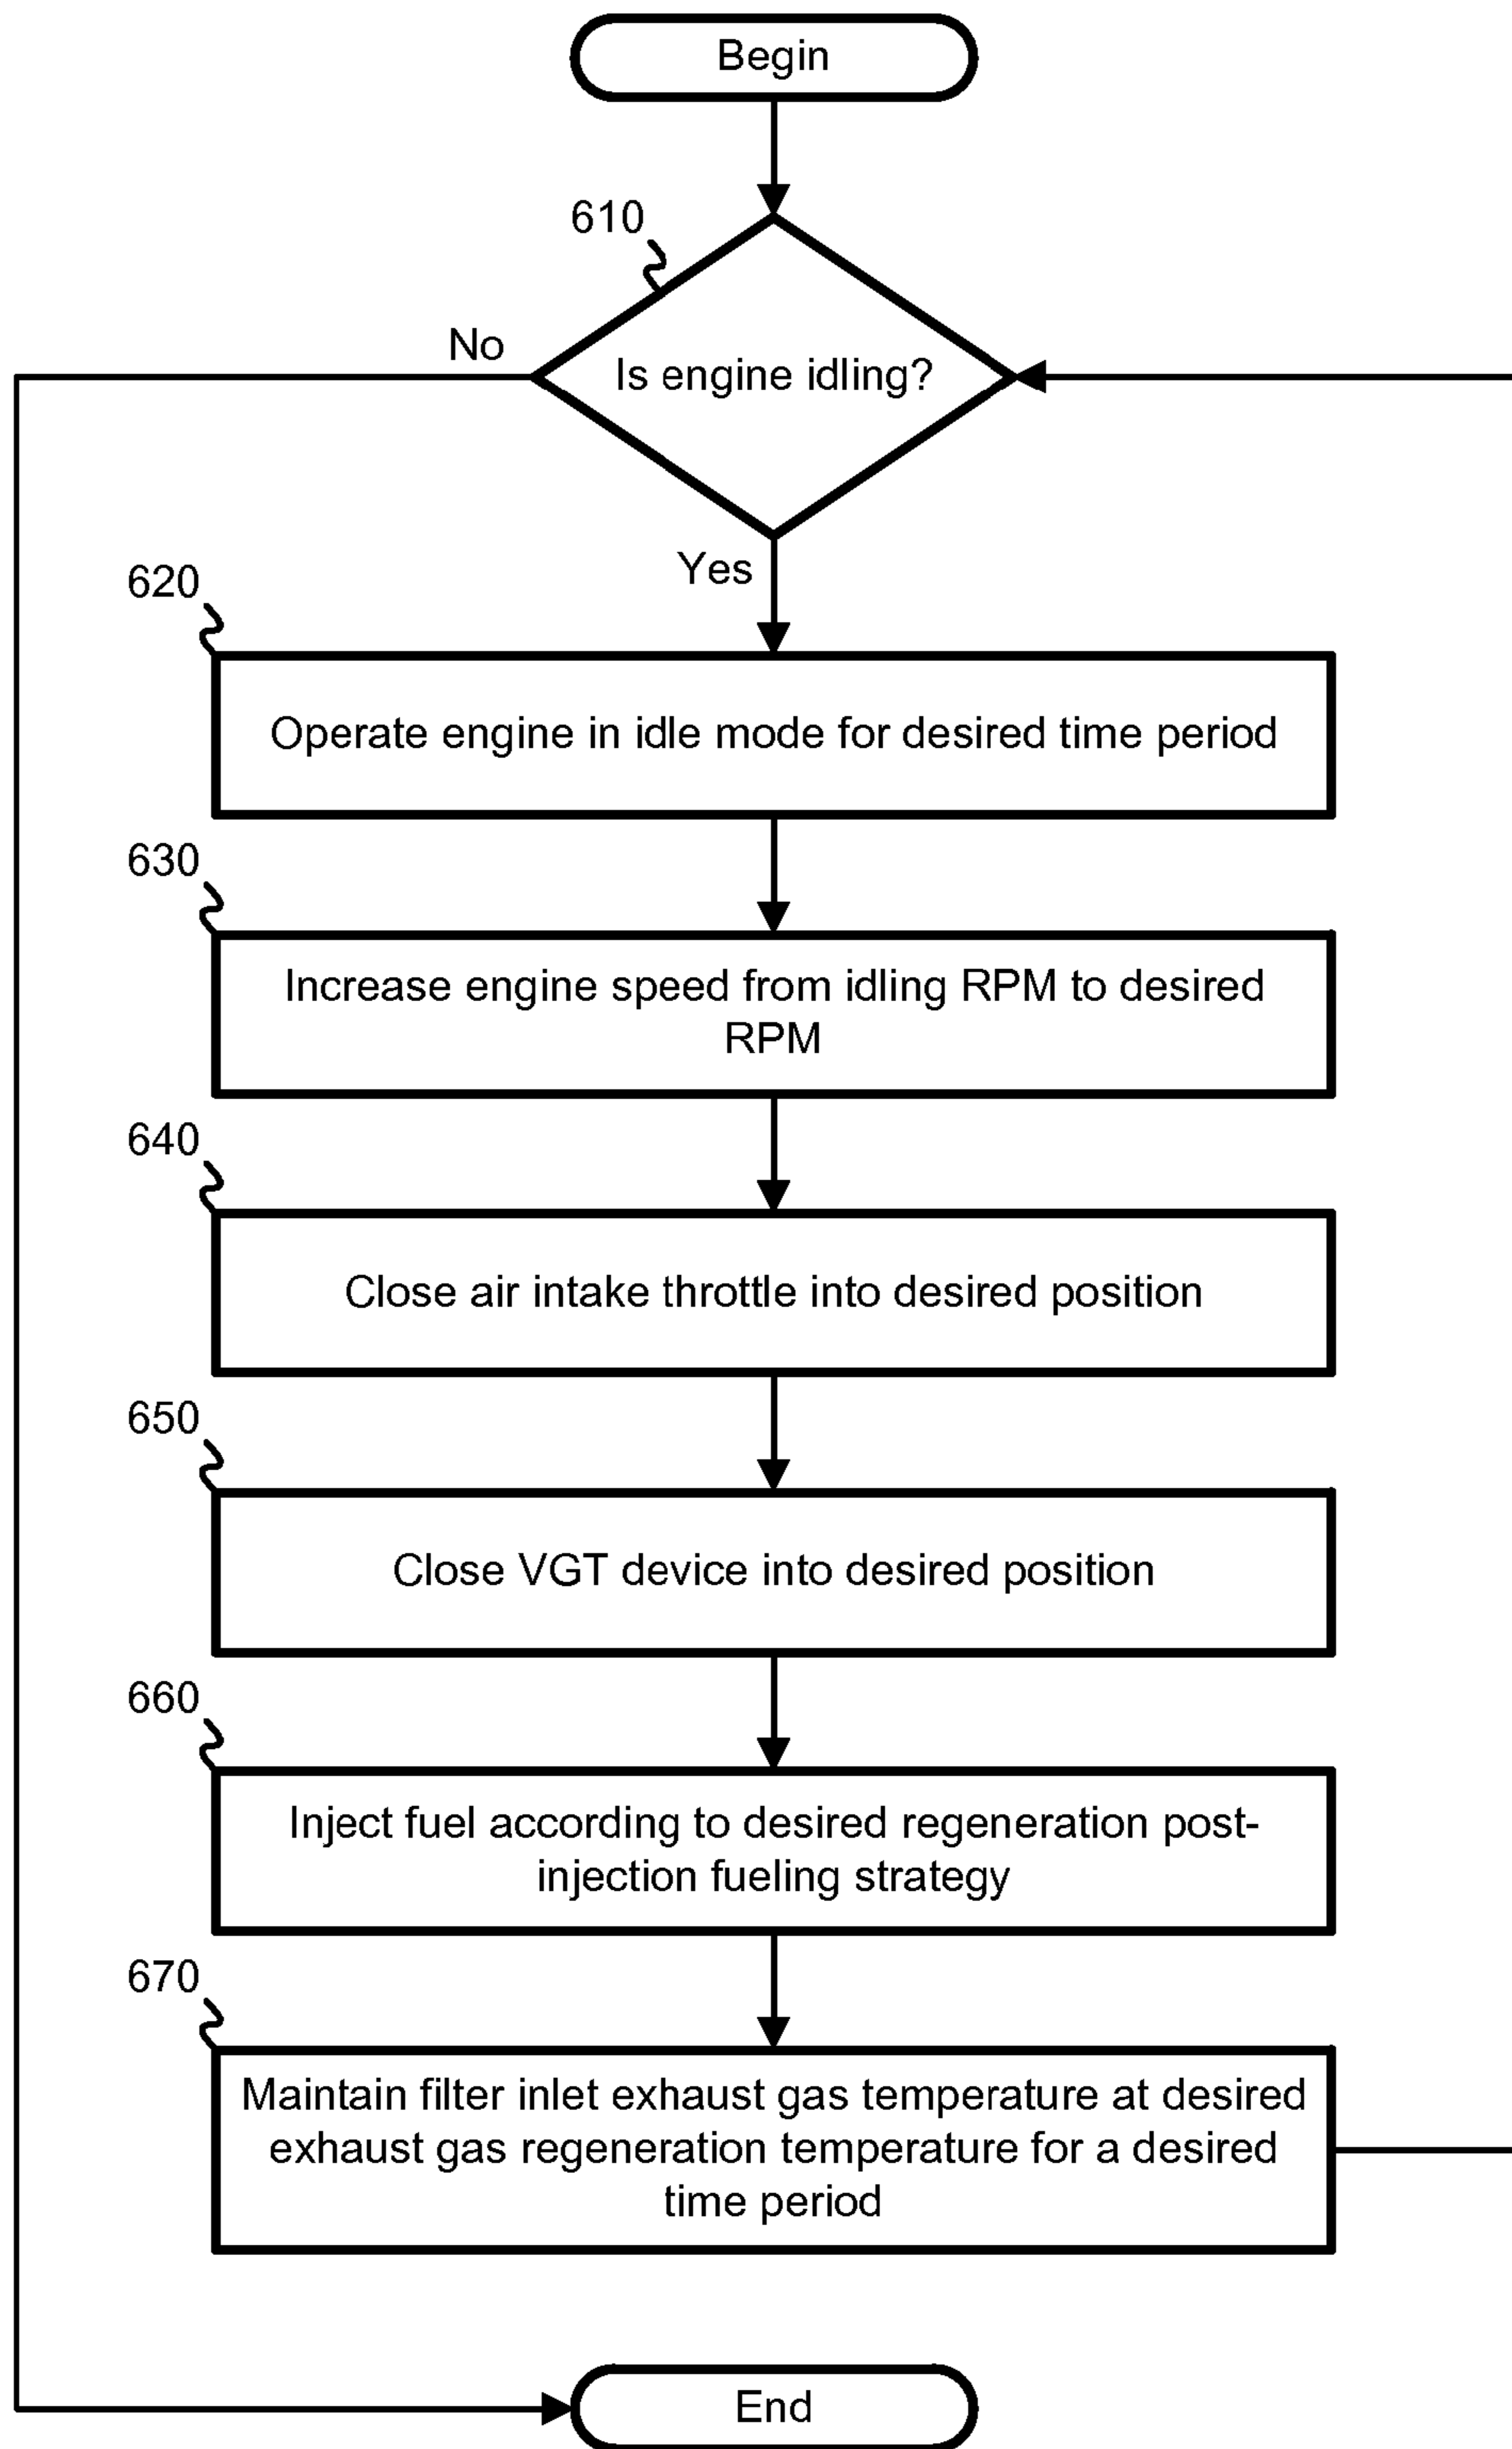 Begin
610
No
Is engine idling?
Yes
620
Operate engine in idle mode for desired time period
630
Increase engine speed from idling RPM to desired
RPM
640
Close air intake throttle into desired position
650
Close VGT device into desired position
660
Inject fuel according to desired regeneration post-
injection fueling strategy
670
Maintain filter inlet exhaust gas temperature at desired
exhaust gas regeneration temperature for a desired
time period
End